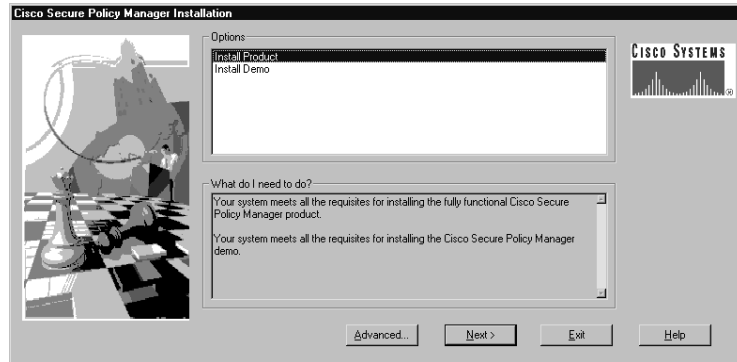 Cisco Secure Policy Manager Installation
Options
Install Product
Install Demo
CISCO SYSTEMS
®
What do I need to do?
Your system meets all the requisites for installing the fully functional Cisco Secure
Policy Manager product.
Your system meets all the requisites for installing the Cisco Secure Policy Manager
demo.
Advanced...
Next >
Exit
Help